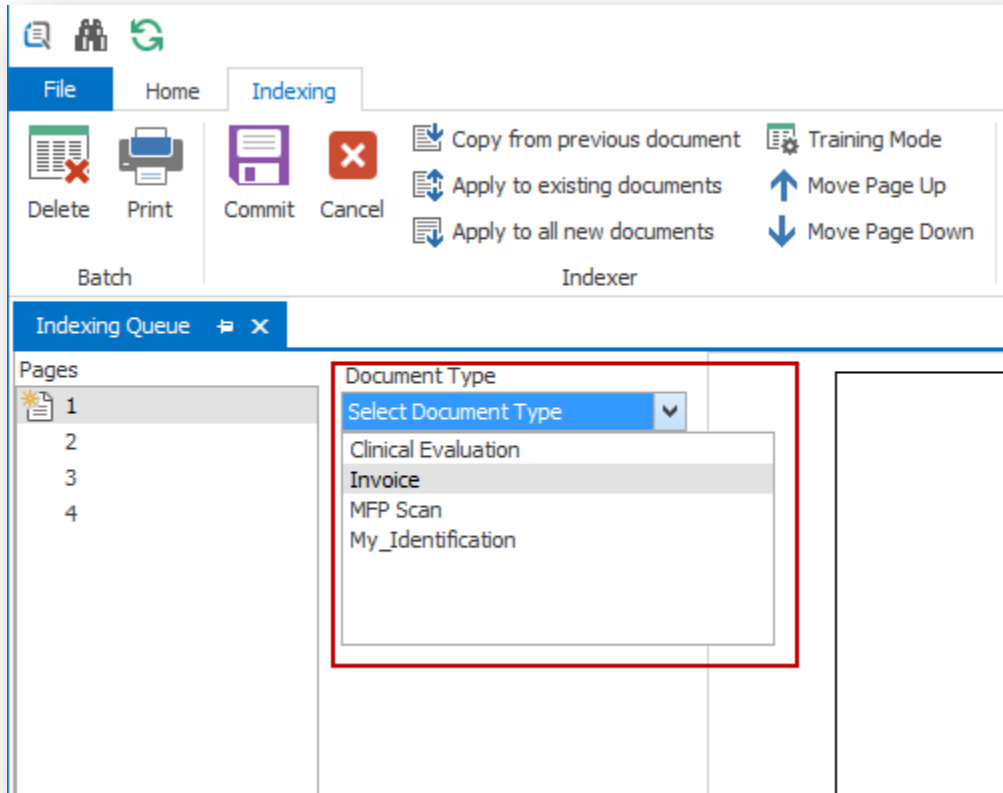 File Home Indexing
Delete Print Commit Cancel
Copy from previous document
Apply to existing documents
Apply to all new documents
Training Mode
Move Page Up
Move Page Down
Batch Indexer
Indexing Queue
Pages
1
2
3
4
Document Type
Select Document Type
Clinical Evaluation
Invoice
MFP Scan
My_Identification